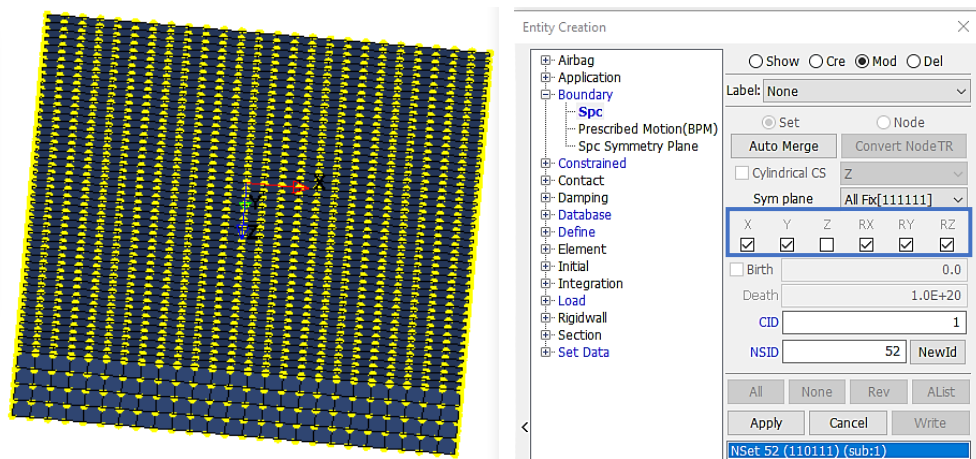 X
Y
Z
Entity Creation
Airbag
Application
Boundary
Spc
Prescribed Motion(BPM)
Spc Symmetry Plane
Constrained
Contact
Damping
Database
Define
Element
Initial
Integration
Load
Rigidwall
Section
Set Data
<
Show Cre Mod Del
Label: None
Set Node
Auto Merge Convert NodeTR
Cylindrical CS Z
Sym plane All Fix[111111]
X Y Z RX RY RZ
Birth 0.0
Death 1.0E+20
CID 1
NSID 52 NewId
All None Rev AList
Apply Cancel Write
NSet 52 (110111) (sub:1)